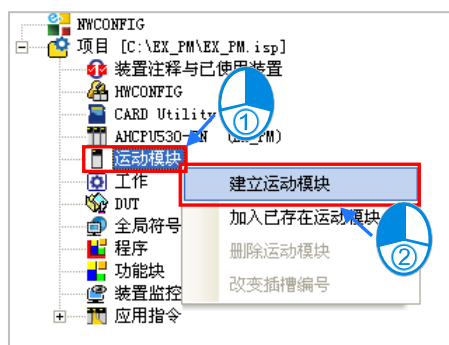 NWCONFIG
项目 [C:\EX_PM\EX_PM.isp]
装置注释与已使用装置
HWCONFIG
CARD Utility
①
AHCPU530-EN (EX_PM)
运动模块
工作
建立运动模块
DUT
加入已存在运动模块
全局符号
②
程序
删除运动模块
功能块
改变插槽编号
装置监控
应用指令